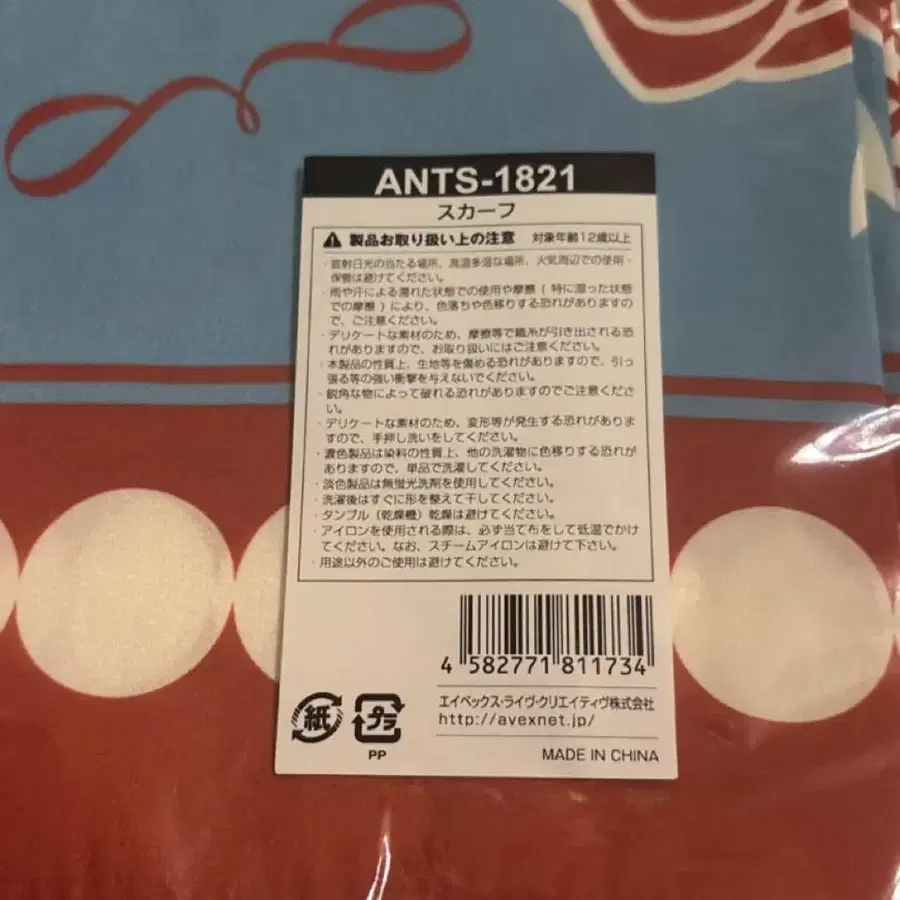 ANTS-1821
スカーフ
製品お取り扱い上の注意 対象年齢12歳以上
・直射日光の当たる場所、高温多湿な場所、火気周辺での使用・
保管は避けてください。
・雨や汗による濡れた状態での使用や摩擦(特に湿った状態
での摩擦)により、色落ちや色移りする恐れがありますの
で、ご注意ください。
・デリケートな素材のため、摩擦等で織糸が引き出される恐
れがありますので、お取り扱いにはご注意ください。
・本製品の性質上、生地等を傷める恐れがありますので、引っ
張る等の強い衝撃を与えないでください。
・鋭角な物によって破れる恐れがありますのでご注意くださ
い。
・デリケートな素材のため、変形等が発生する恐れがありま
すので、手押し洗いをしてください。
・濃色製品は染料の性質上、他の洗濯物に色移りする恐れが
ありますので、単品で洗濯してください。
・淡色製品は無蛍光洗剤を使用してください。
・洗濯後はすぐに形を整えて干してください。
・タンブル(乾燥機)乾燥は避けてください。
・アイロンを使用される際は、必ず当て布をして低温でかけ
てください。なお、スチームアイロンは避けて下さい。
・用途以外のご使用は避けてください。
4 582771 811734
エイベックス・ライヴ・クリエイティヴ株式会社
http://avexnet.jp/
紙 プラ
PP
MADE IN CHINA